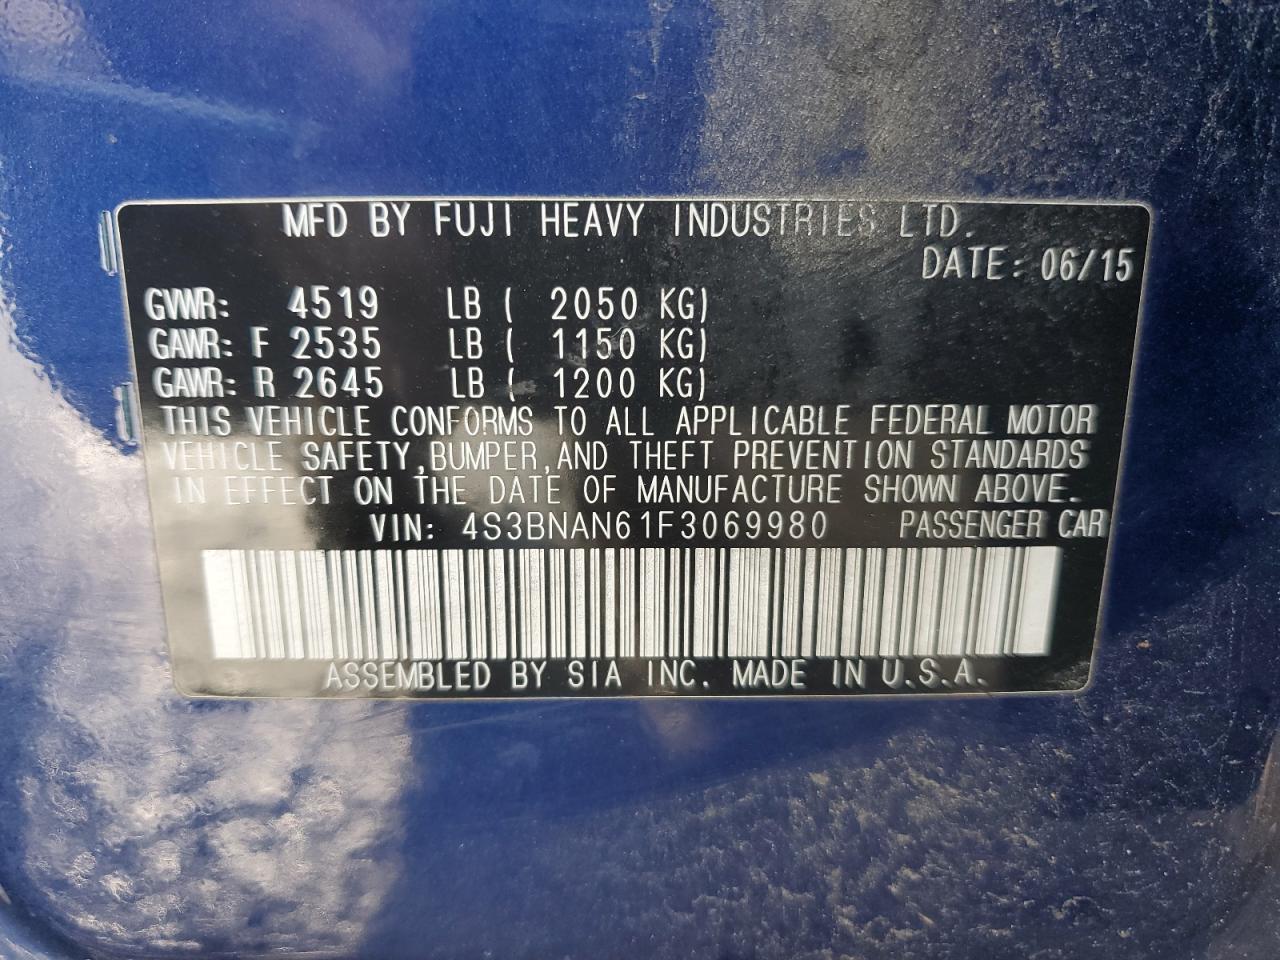 MFD BY FUJI HEAVY INDUSTRIES LTD.
DATE: 06/15
GVWR: 4519 LB ( 2050 KG)
GAWR: F 2535 LB ( 1150 KG)
GAWR: R 2645 LB ( 1200 KG)
THIS VEHICLE CONFORMS TO ALL APPLICABLE FEDERAL MOTOR
VEHICLE SAFETY,BUMPER,AND THEFT PREVENTION STANDARDS
IN EFFECT ON THE DATE OF MANUFACTURE SHOWN ABOVE.
VIN: 4S3BNAN61F3069980 PASSENGER CAR
ASSEMBLED BY SIA INC. MADE IN U.S.A.